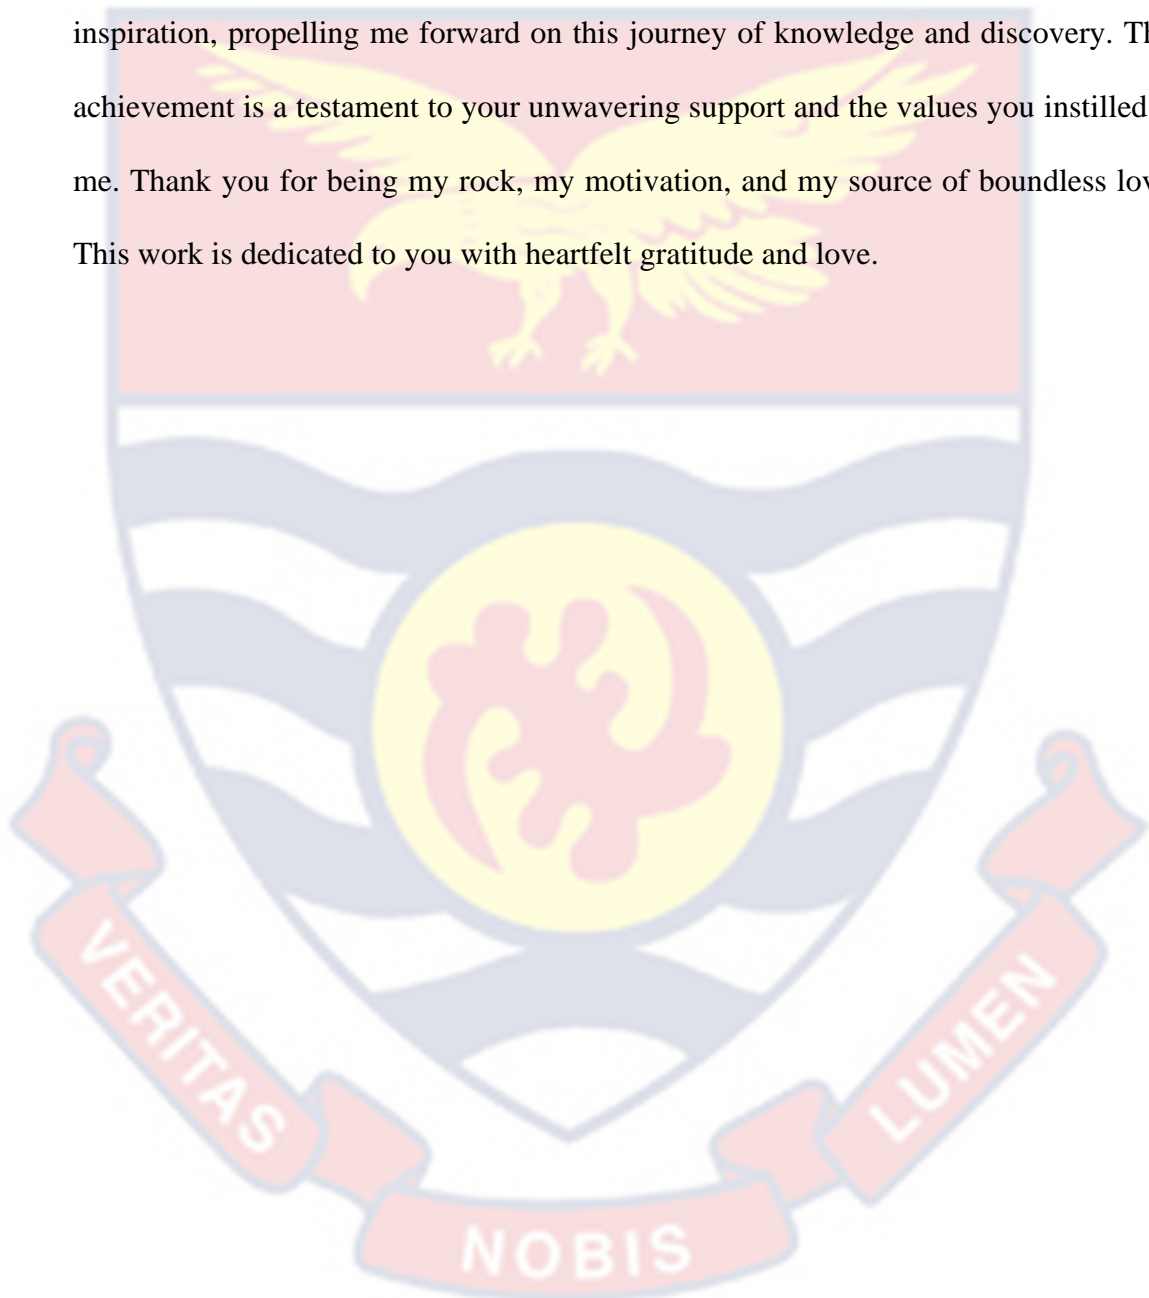 inspiration, propelling me forward on this journey of knowledge and discovery. Th
achievement is a testament to your unwavering support and the values you instilled
me. Thank you for being my rock, my motivation, and my source of boundless lov
This work is dedicated to you with heartfelt gratitude and love.
VERITAS
NOBIS
LUMEN